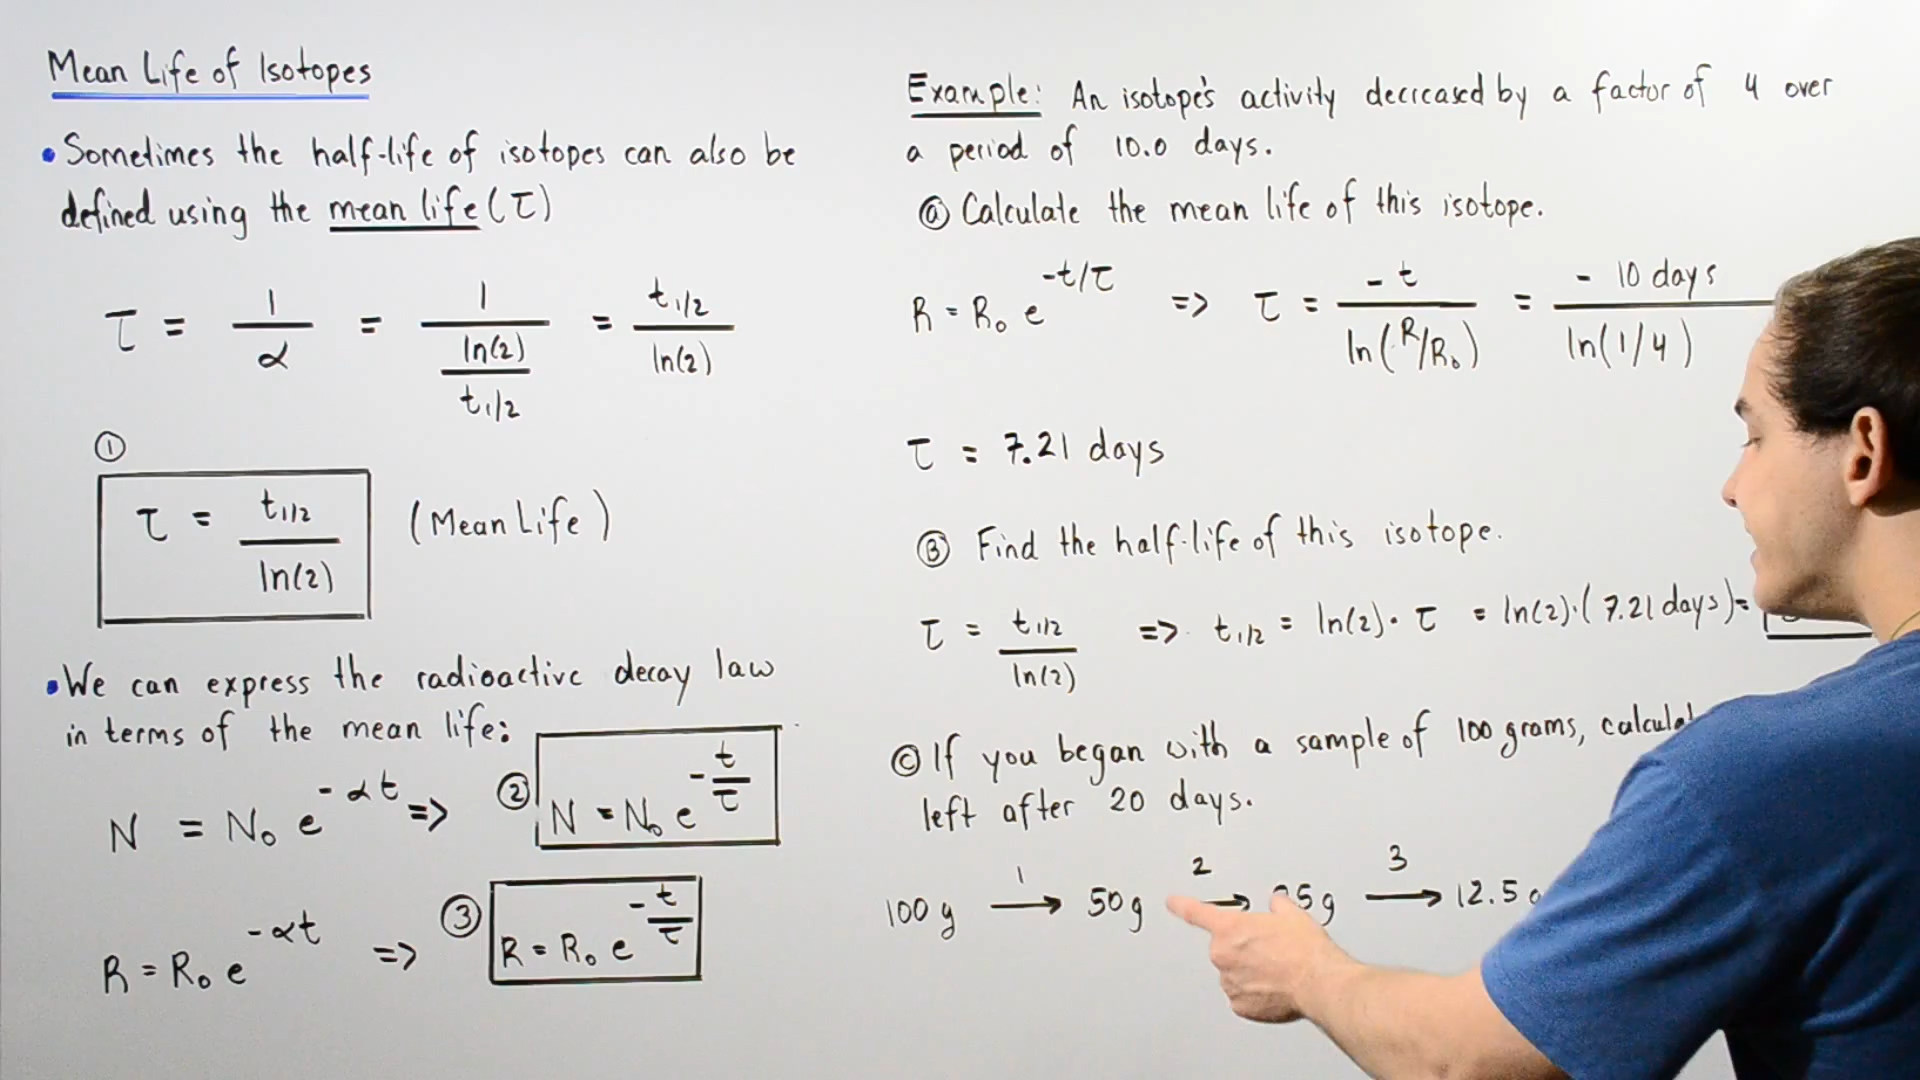 Mean Life of Isotopes
• Sometimes the half-life of isotopes can also be
defined using the mean life (τ)
τ = 1/α = 1/(ln(2)/t1/2) = t1/2/ln(2)
①
τ = t1/2/ln(2) (Mean Life)
• We can express the radioactive decay law
in terms of the mean life:
N = N₀ e^(-αt) => ② N = N₀ e^(-t/τ)
R = R₀ e^(-αt) => ③ R = R₀ e^(-t/τ)
Example: An isotope's activity decreased by a factor of 4 over
a period of 10.0 days.
ⓐ Calculate the mean life of this isotope.
R = R₀ e^(-t/τ) => τ = -t/ln(R/R₀) = -10 days/ln(1/4)
τ = 7.21 days
Ⓑ Find the half-life of this isotope.
τ = t1/2/ln(2) => t1/2 = ln(2)·τ = ln(2)·(7.21 days) =
© If you began with a sample of 100 grams,
left after 20 days.
100g 1→ 50g 2→ 3→ 12.5